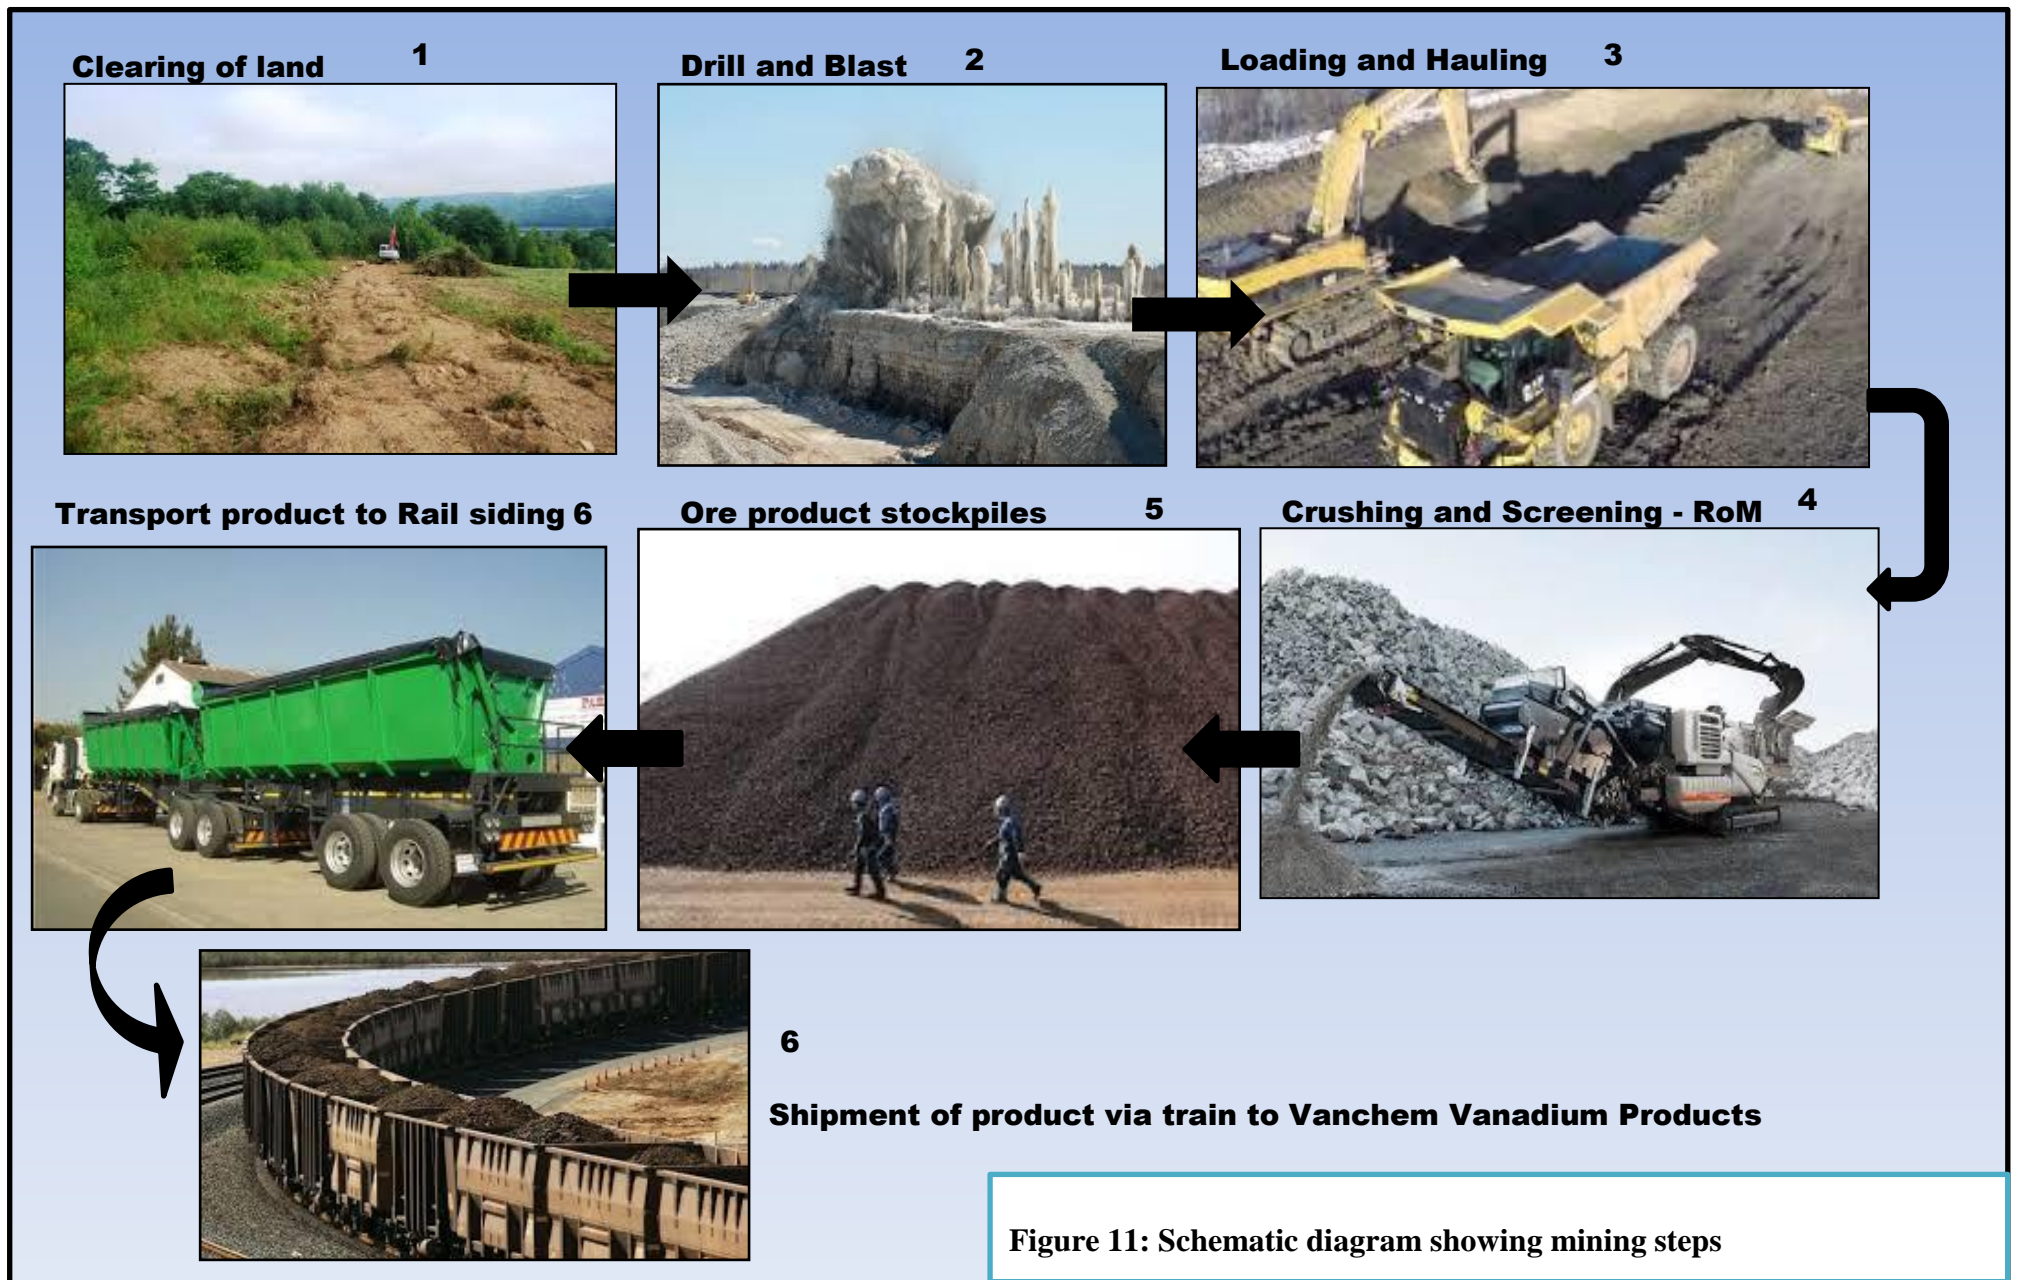 Clearing of land 1
Drill and Blast 2
Loading and Hauling 3
Crushing and Screening - RoM 4
Ore product stockpiles 5
Transport product to Rail siding 6
6
Shipment of product via train to Vanchem Vanadium Products
Figure 11: Schematic diagram showing mining steps